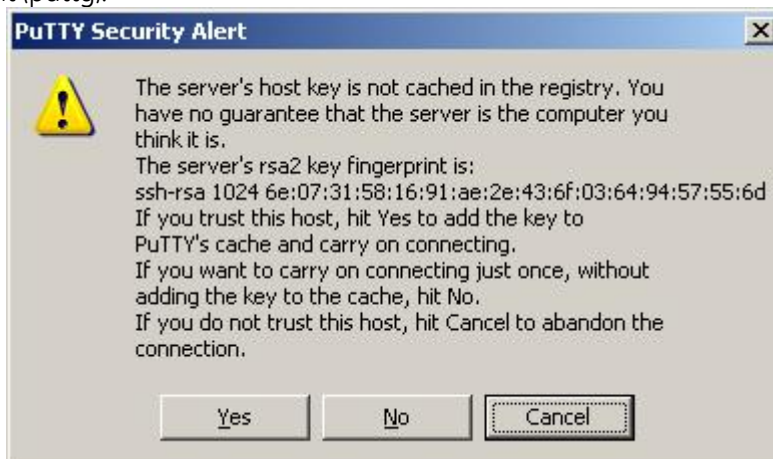 PuTTY Security Alert
The server's host key is not cached in the registry. You
have no guarantee that the server is the computer you
think it is.
The server's rsa2 key fingerprint is:
ssh-rsa 1024 6e:07:31:58:16:91:ae:2e:43:6f:03:64:94:57:55:6d
If you trust this host, hit Yes to add the key to
PuTTY's cache and carry on connecting.
If you want to carry on connecting just once, without
adding the key to the cache, hit No.
If you do not trust this host, hit Cancel to abandon the
connection.
Yes No Cancel